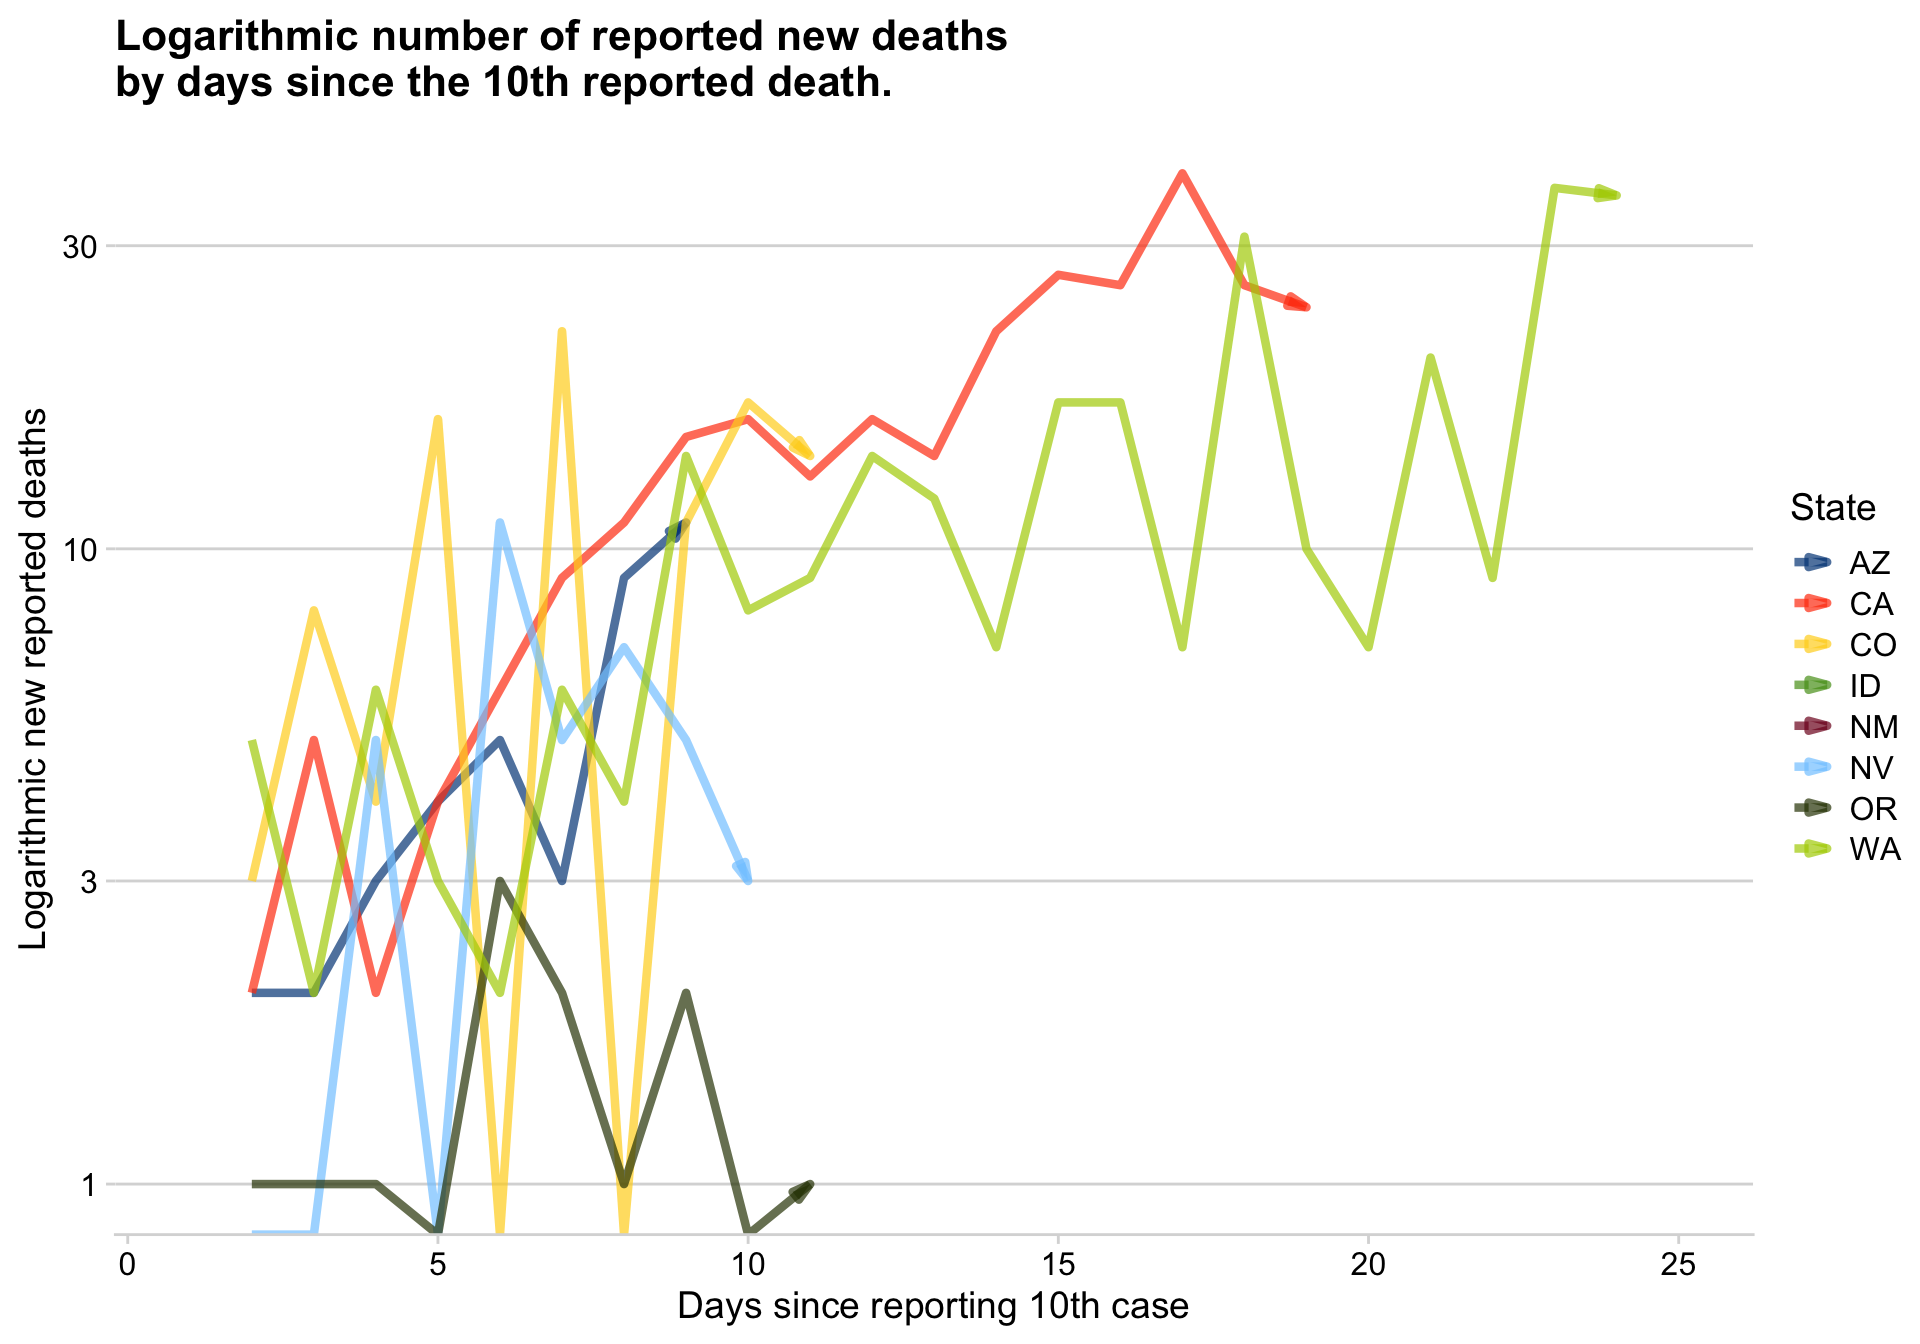 Logarithmic number of reported new deaths
by days since the 10th reported death.
Logarithmic new reported deaths
30
10
3
1
0 5 10 15 20 25
Days since reporting 10th case
State
AZ
CA
CO
ID
NM
NV
OR
WA